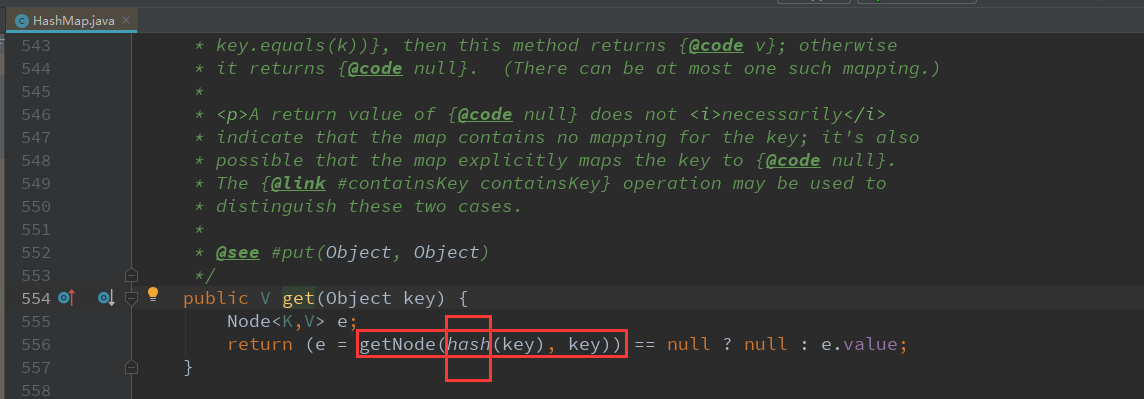 HashMap.java
543 * key.equals(k))}, then this method returns {@code v}; otherwise
544 * it returns {@code null}.  (There can be at most one such mapping.)
545 *
546 * <p>A return value of {@code null} does not <i>necessarily</i>
547 * indicate that the map contains no mapping for the key; it's also
548 * possible that the map explicitly maps the key to {@code null}.
549 * The {@link #containsKey containsKey} operation may be used to
550 * distinguish these two cases.
551 *
552 * @see #put(Object, Object)
553 */
554 public V get(Object key) {
555 Node<K,V> e;
556 return (e = getNode(hash(key), key)) == null ? null : e.value;
557 }
558